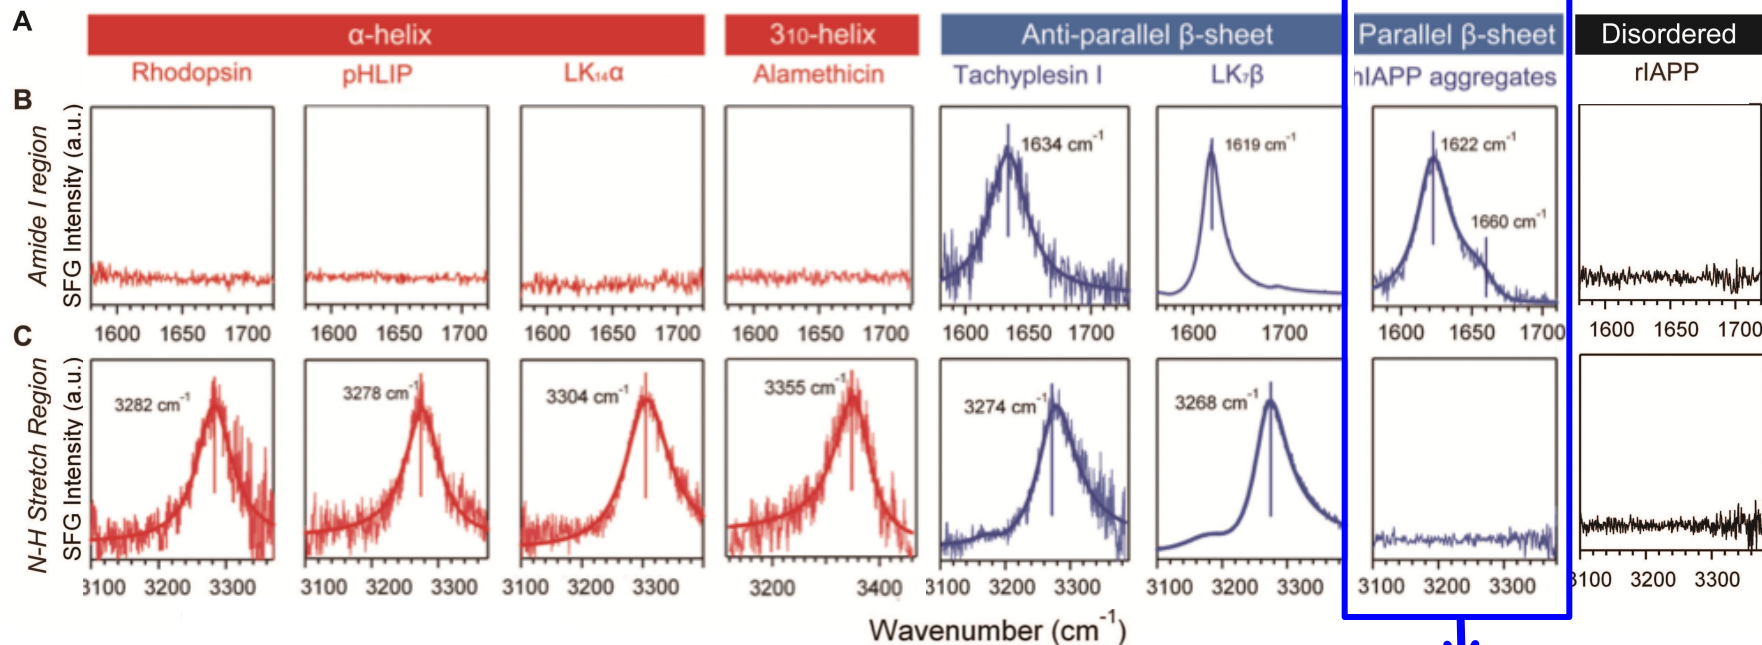 A
α-helix 310-helix Anti-parallel β-sheet Parallel β-sheet Disordered
Rhodopsin pHLIP LK14α Alamethicin Tachyplesin I LK7β hIAPP aggregates rIAPP
B
Amide I region
SFG Intensity (a.u.)
1634 cm-1 1619 cm-1 1622 cm-1
1660 cm-1
1600 1650 1700 1600 1650 1700 1600 1650 1700 1600 1650 1700 1600 1650 1700 1600 1700 1600 1650 1700 1600 1650 1700
C
N-H Stretch Region
SFG Intensity (a.u.)
3282 cm-1 3278 cm-1 3304 cm-1 3355 cm-1 3274 cm-1 3268 cm-1
3100 3200 3300 3100 3200 3300 3100 3200 3300 3200 3400 3100 3200 3300 3100 3200 3300 3100 3200 3300 3100 3200 3300
Wavenumber (cm-1)